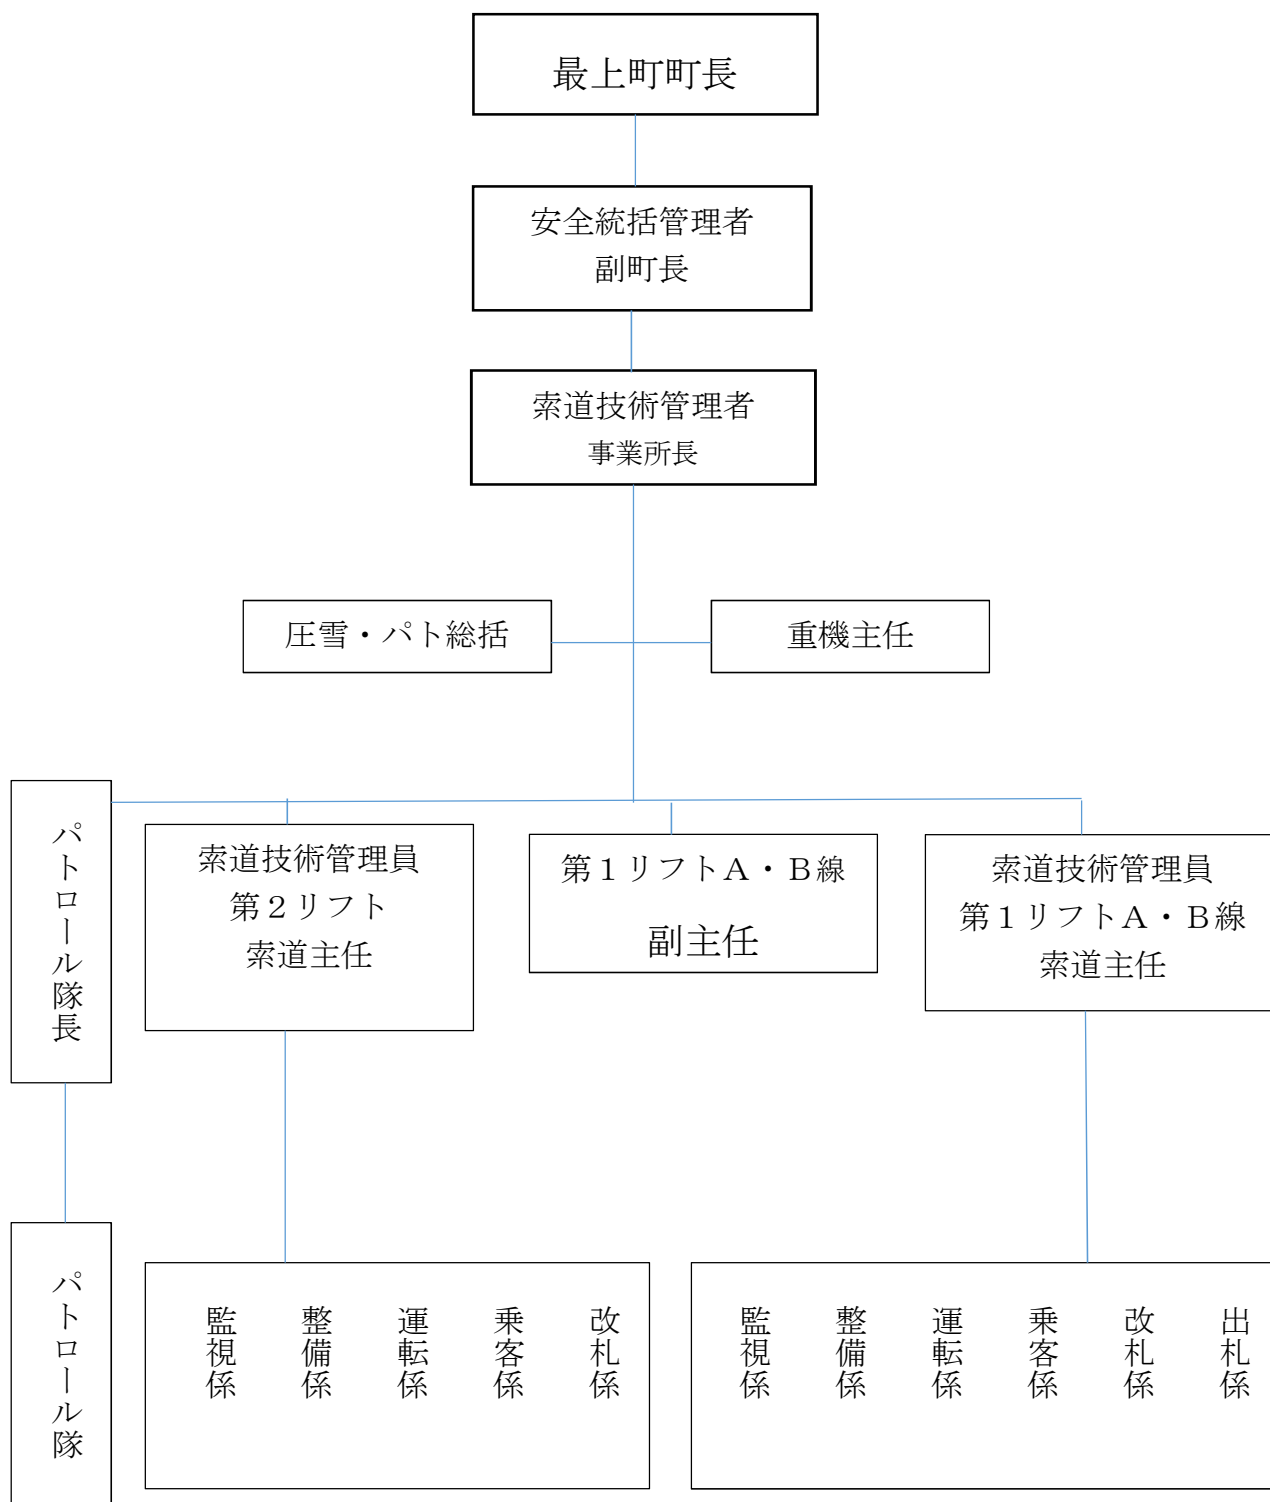 最上町町長
安全統括管理者
副町長
索道技術管理者
事業所長
圧雪・パト総括
重機主任
パトロール隊長
索道技術管理員
第２リフト
索道主任
第１リフトＡ・Ｂ線
副主任
索道技術管理員
第１リフトＡ・Ｂ線
索道主任
パトロール隊
監視係
整備係
運転係
乗客係
改札係
監視係
整備係
運転係
乗客係
改札係
出札係